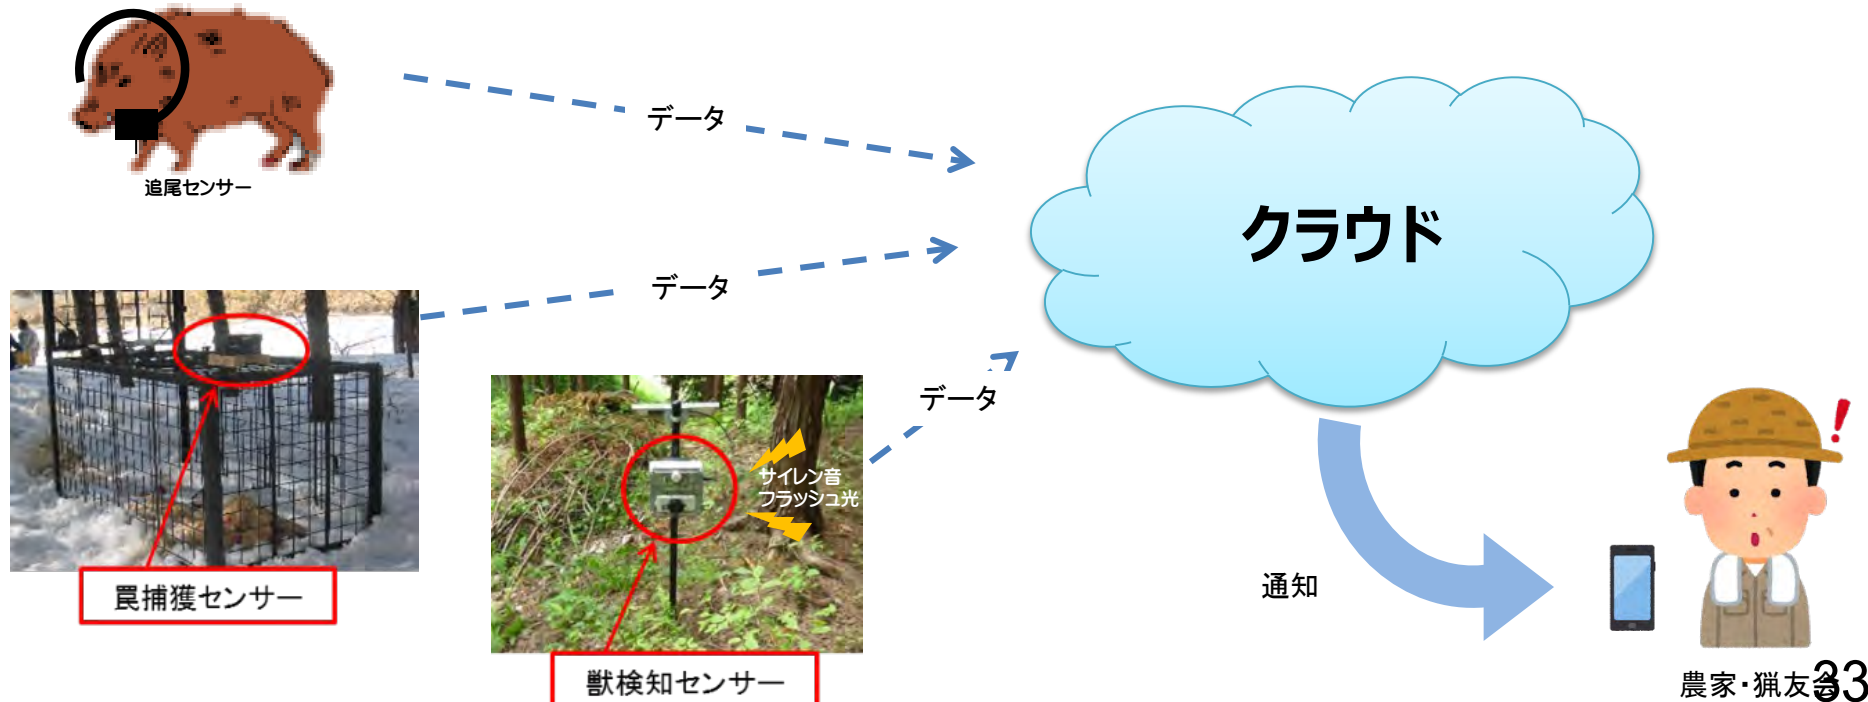 データ
追尾センサー
クラウド
データ
データ
サイレン音
フラッシュ光
罠捕獲センサー
通知
獣検知センサー
農家・猟友会
33